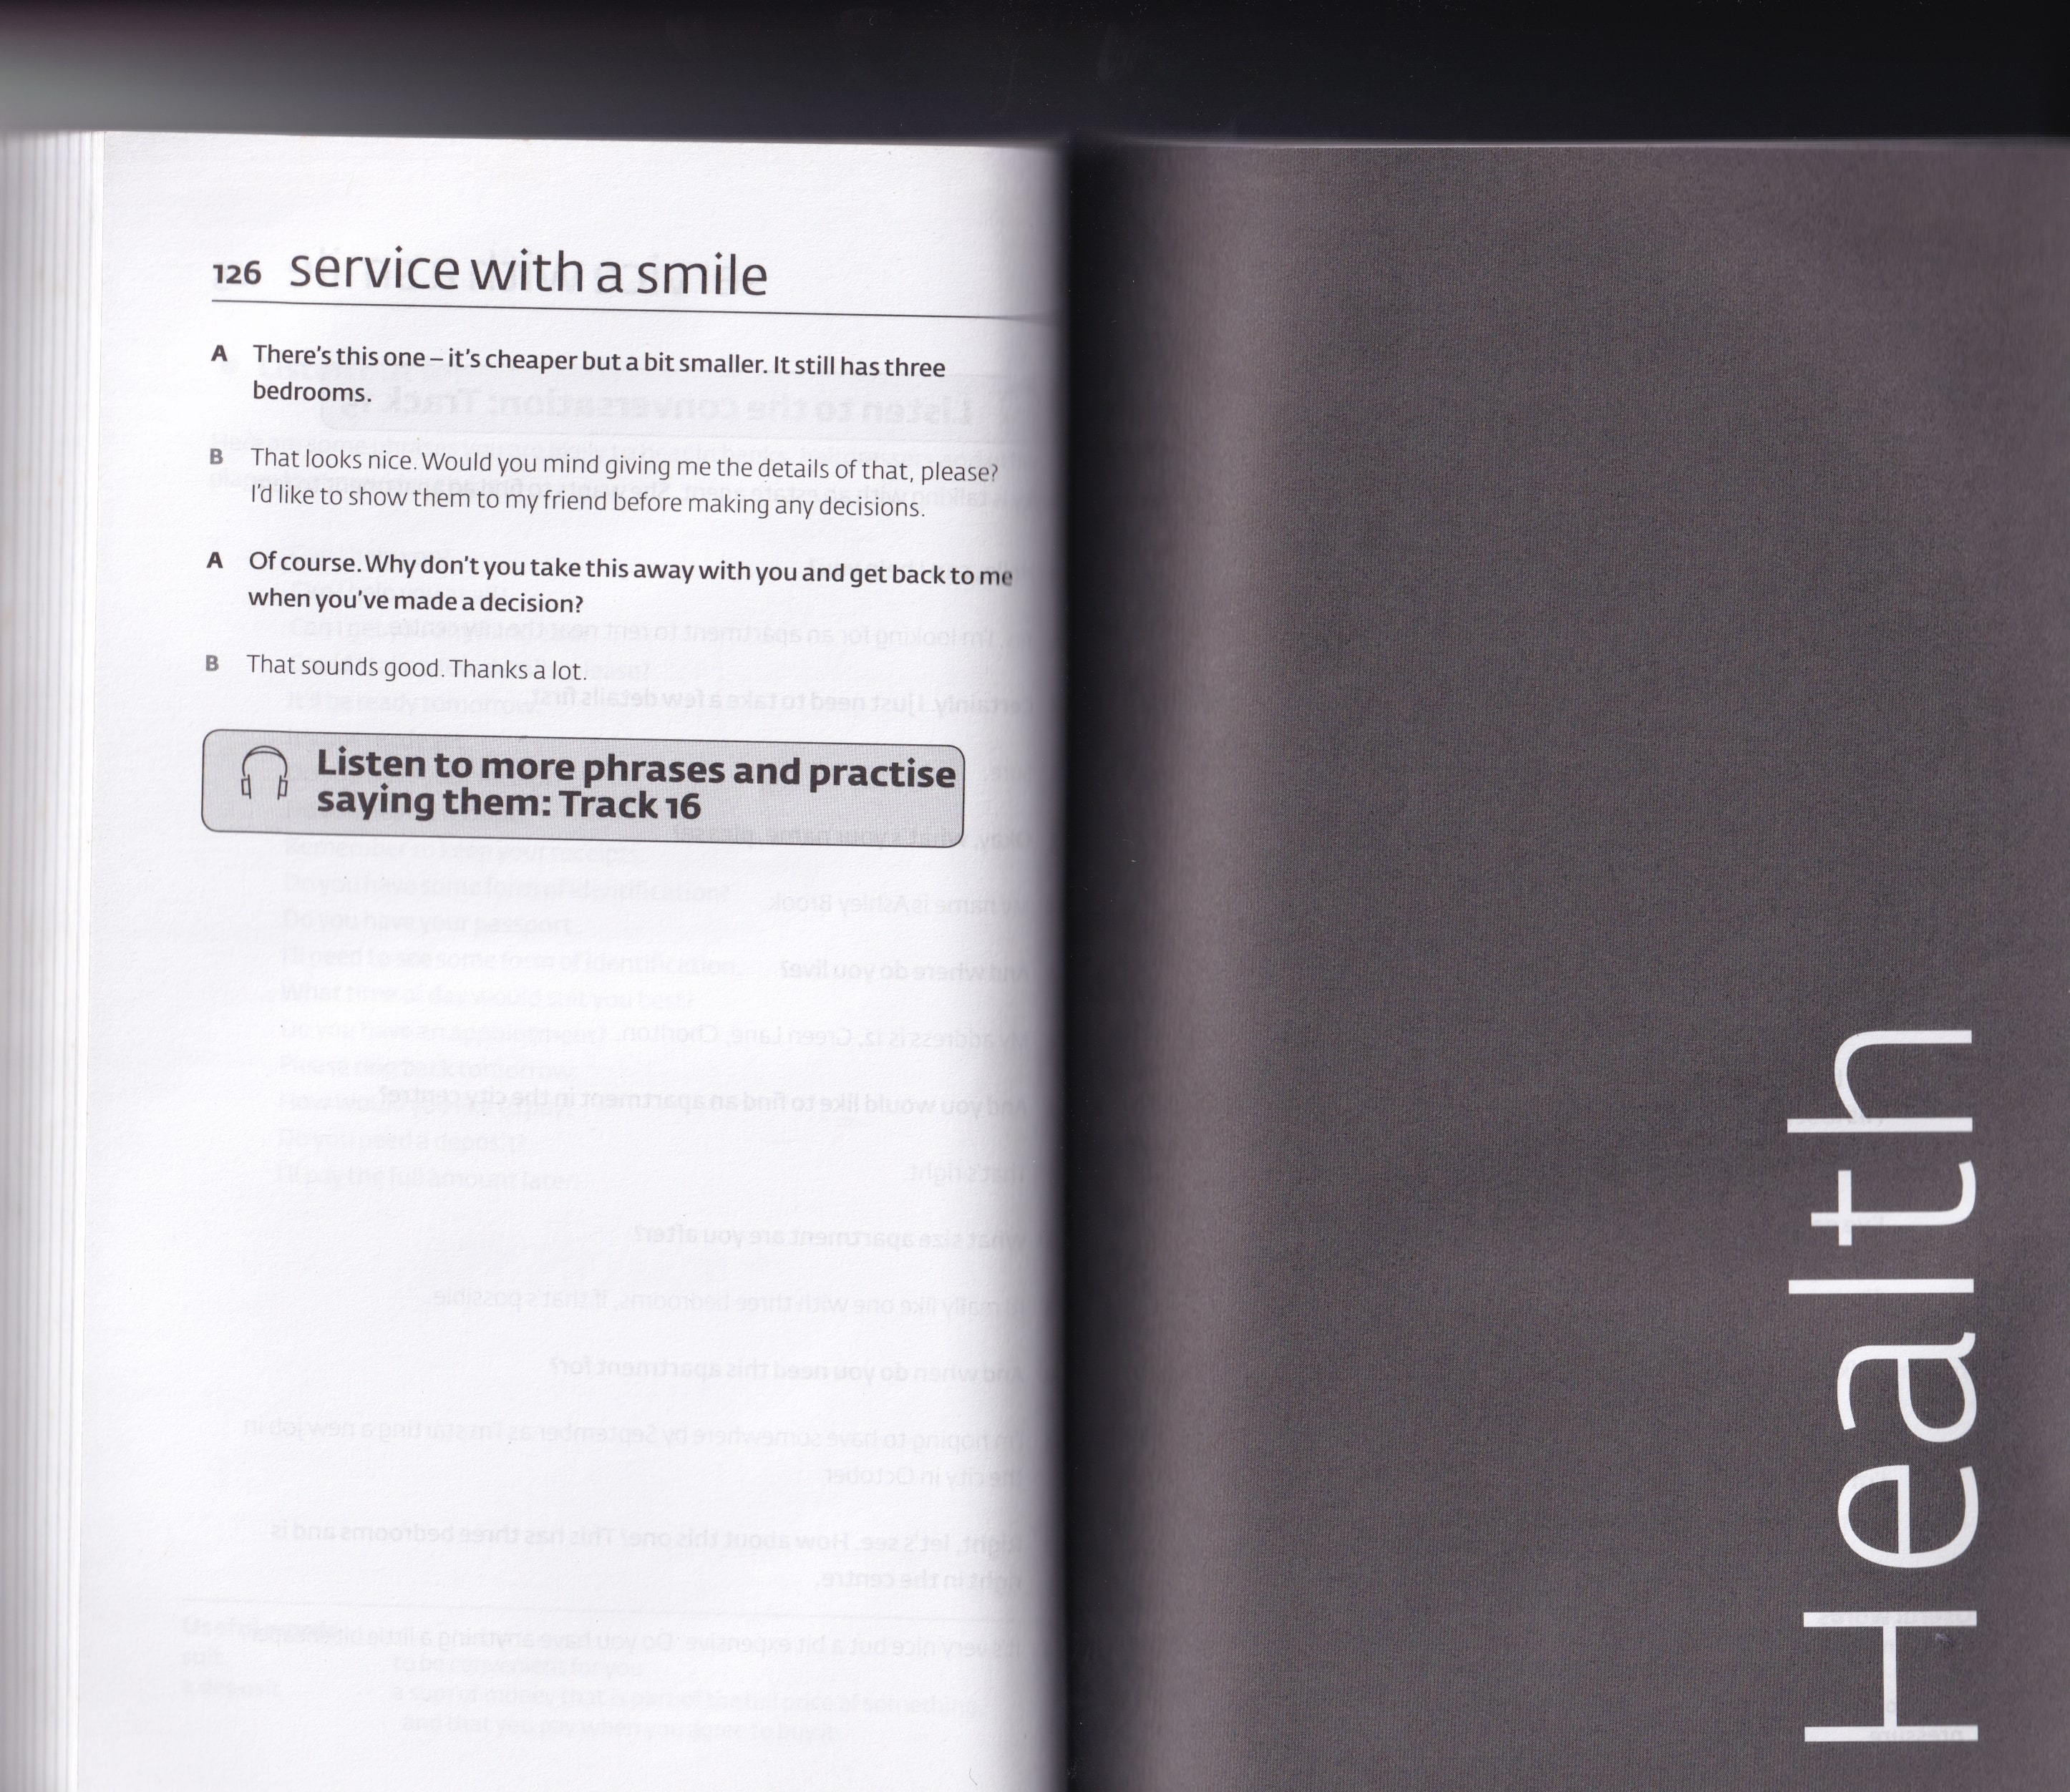 126 service with a smile
A There's this one – it's cheaper but a bit smaller. It still has three
bedrooms.
B That looks nice. Would you mind giving me the details of that, please?
I'd like to show them to my friend before making any decisions.
A Of course. Why don't you take this away with you and get back to me
when you've made a decision?
B That sounds good. Thanks a lot.
Listen to more phrases and practise
saying them: Track 16
Health